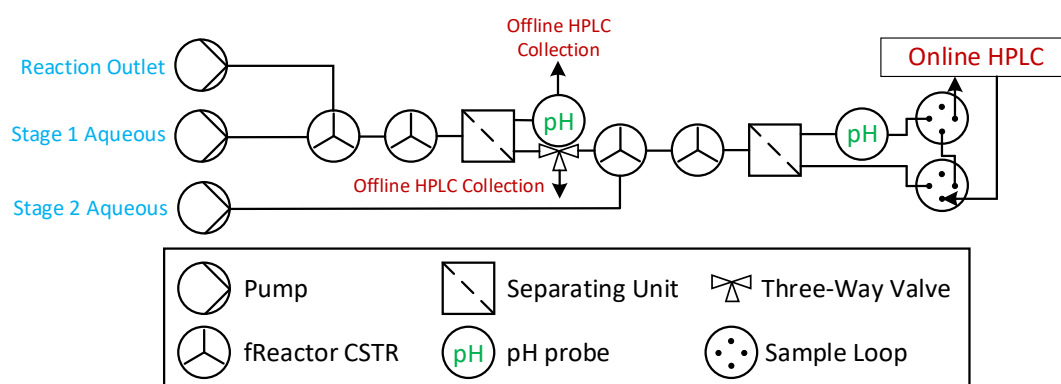 Offline HPLC
Collection
Reaction Outlet
Online HPLC
Stage 1 Aqueous
pH
pH
Offline HPLC Collection
Stage 2 Aqueous
Pump
Separating Unit
Three-Way Valve
fReactor CSTR
pH
pH probe
Sample Loop